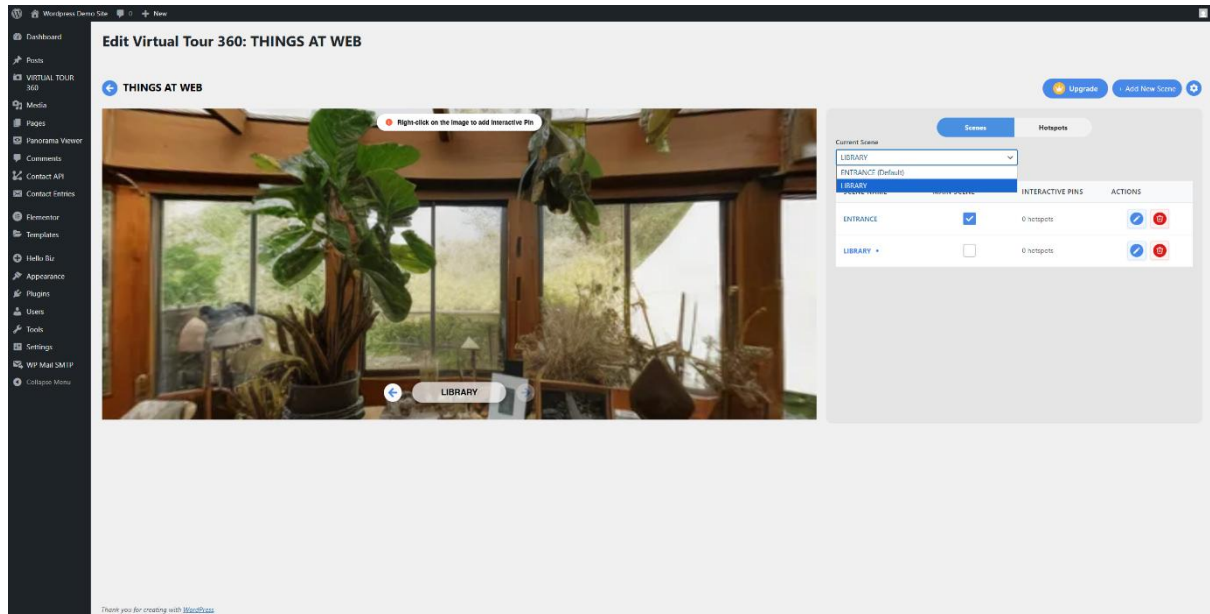 Wordpress Demo Site 0 + New
Dashboard
Posts
VIRTUAL TOUR
360
Media
Pages
Panorama Viewer
Comments
Contact API
Contact Entries
Elementor
Templates
Hello Biz
Appearance
Plugins
Users
Tools
Settings
WP Mail SMTP
Collapse Menu
Edit Virtual Tour 360: THINGS AT WEB
THINGS AT WEB
Upgrade
+ Add New Scene
Right-click on the Image to add Interactive Pin
LIBRARY
Scenes Hotspots
Current Scene
LIBRARY
ENTRANCE (Default)
LIBRARY
SCENE NAME MAIN SCENE INTERACTIVE PINS ACTIONS
ENTRANCE 0 hotspots
LIBRARY • 0 hotspots
Thank you for creating with WordPress